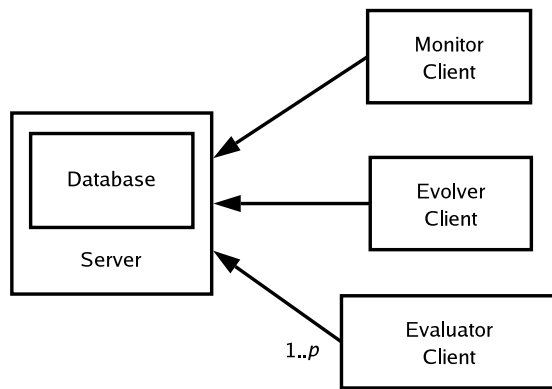 Monitor
Client
Database
Server
Evolver
Client
Evaluator
Client
1..p